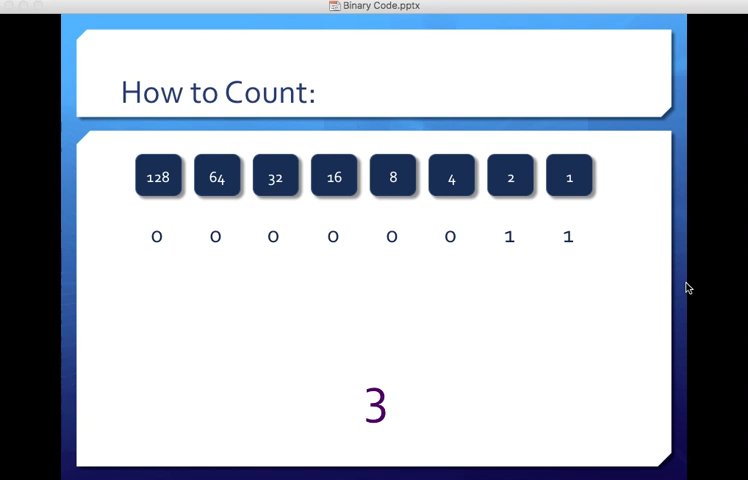 Binary Code.pptx
How to Count:
128 64 32 16 8 4 2 1
0 0 0 0 0 0 1 1
3